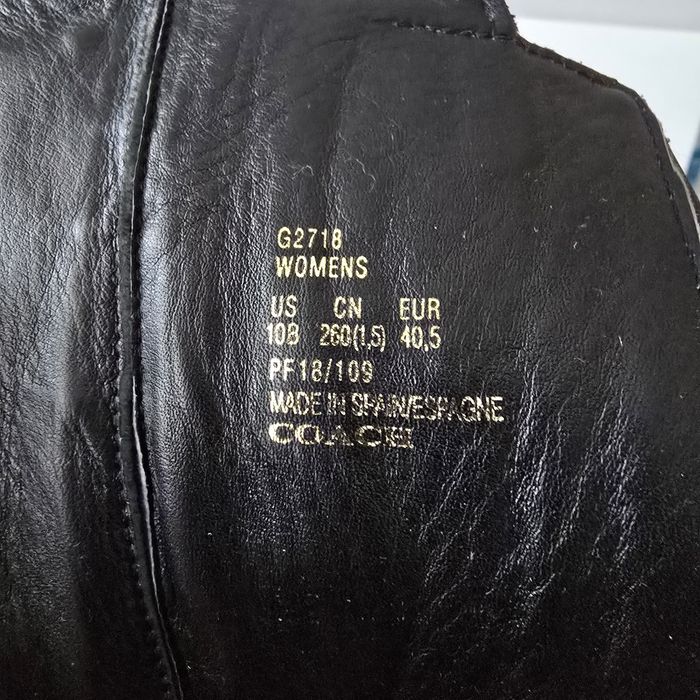 G2718
WOMENS
US CN EUR
10B 260(1,5) 40,5
PF18/109
MADE IN SPAIN/ESPAGNE
COACH